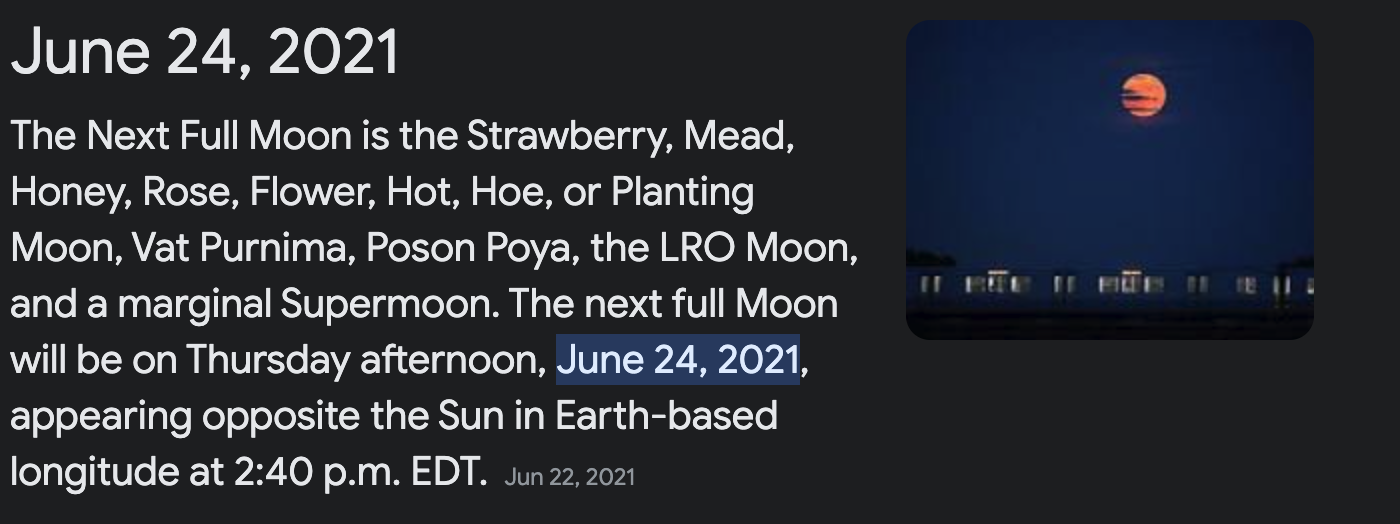 June 24, 2021
The Next Full Moon is the Strawberry, Mead,
Honey, Rose, Flower, Hot, Hoe, or Planting
Moon, Vat Purnima, Poson Poya, the LRO Moon,
and a marginal Supermoon. The next full Moon
will be on Thursday afternoon, June 24, 2021,
appearing opposite the Sun in Earth-based
longitude at 2:40 p.m. EDT. Jun 22, 2021